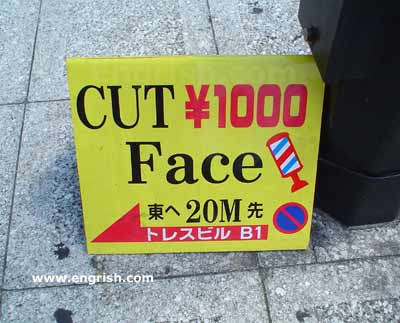 CUT ¥1000
Face
東へ 20M 先
トレスビル B1
www.engrish.com